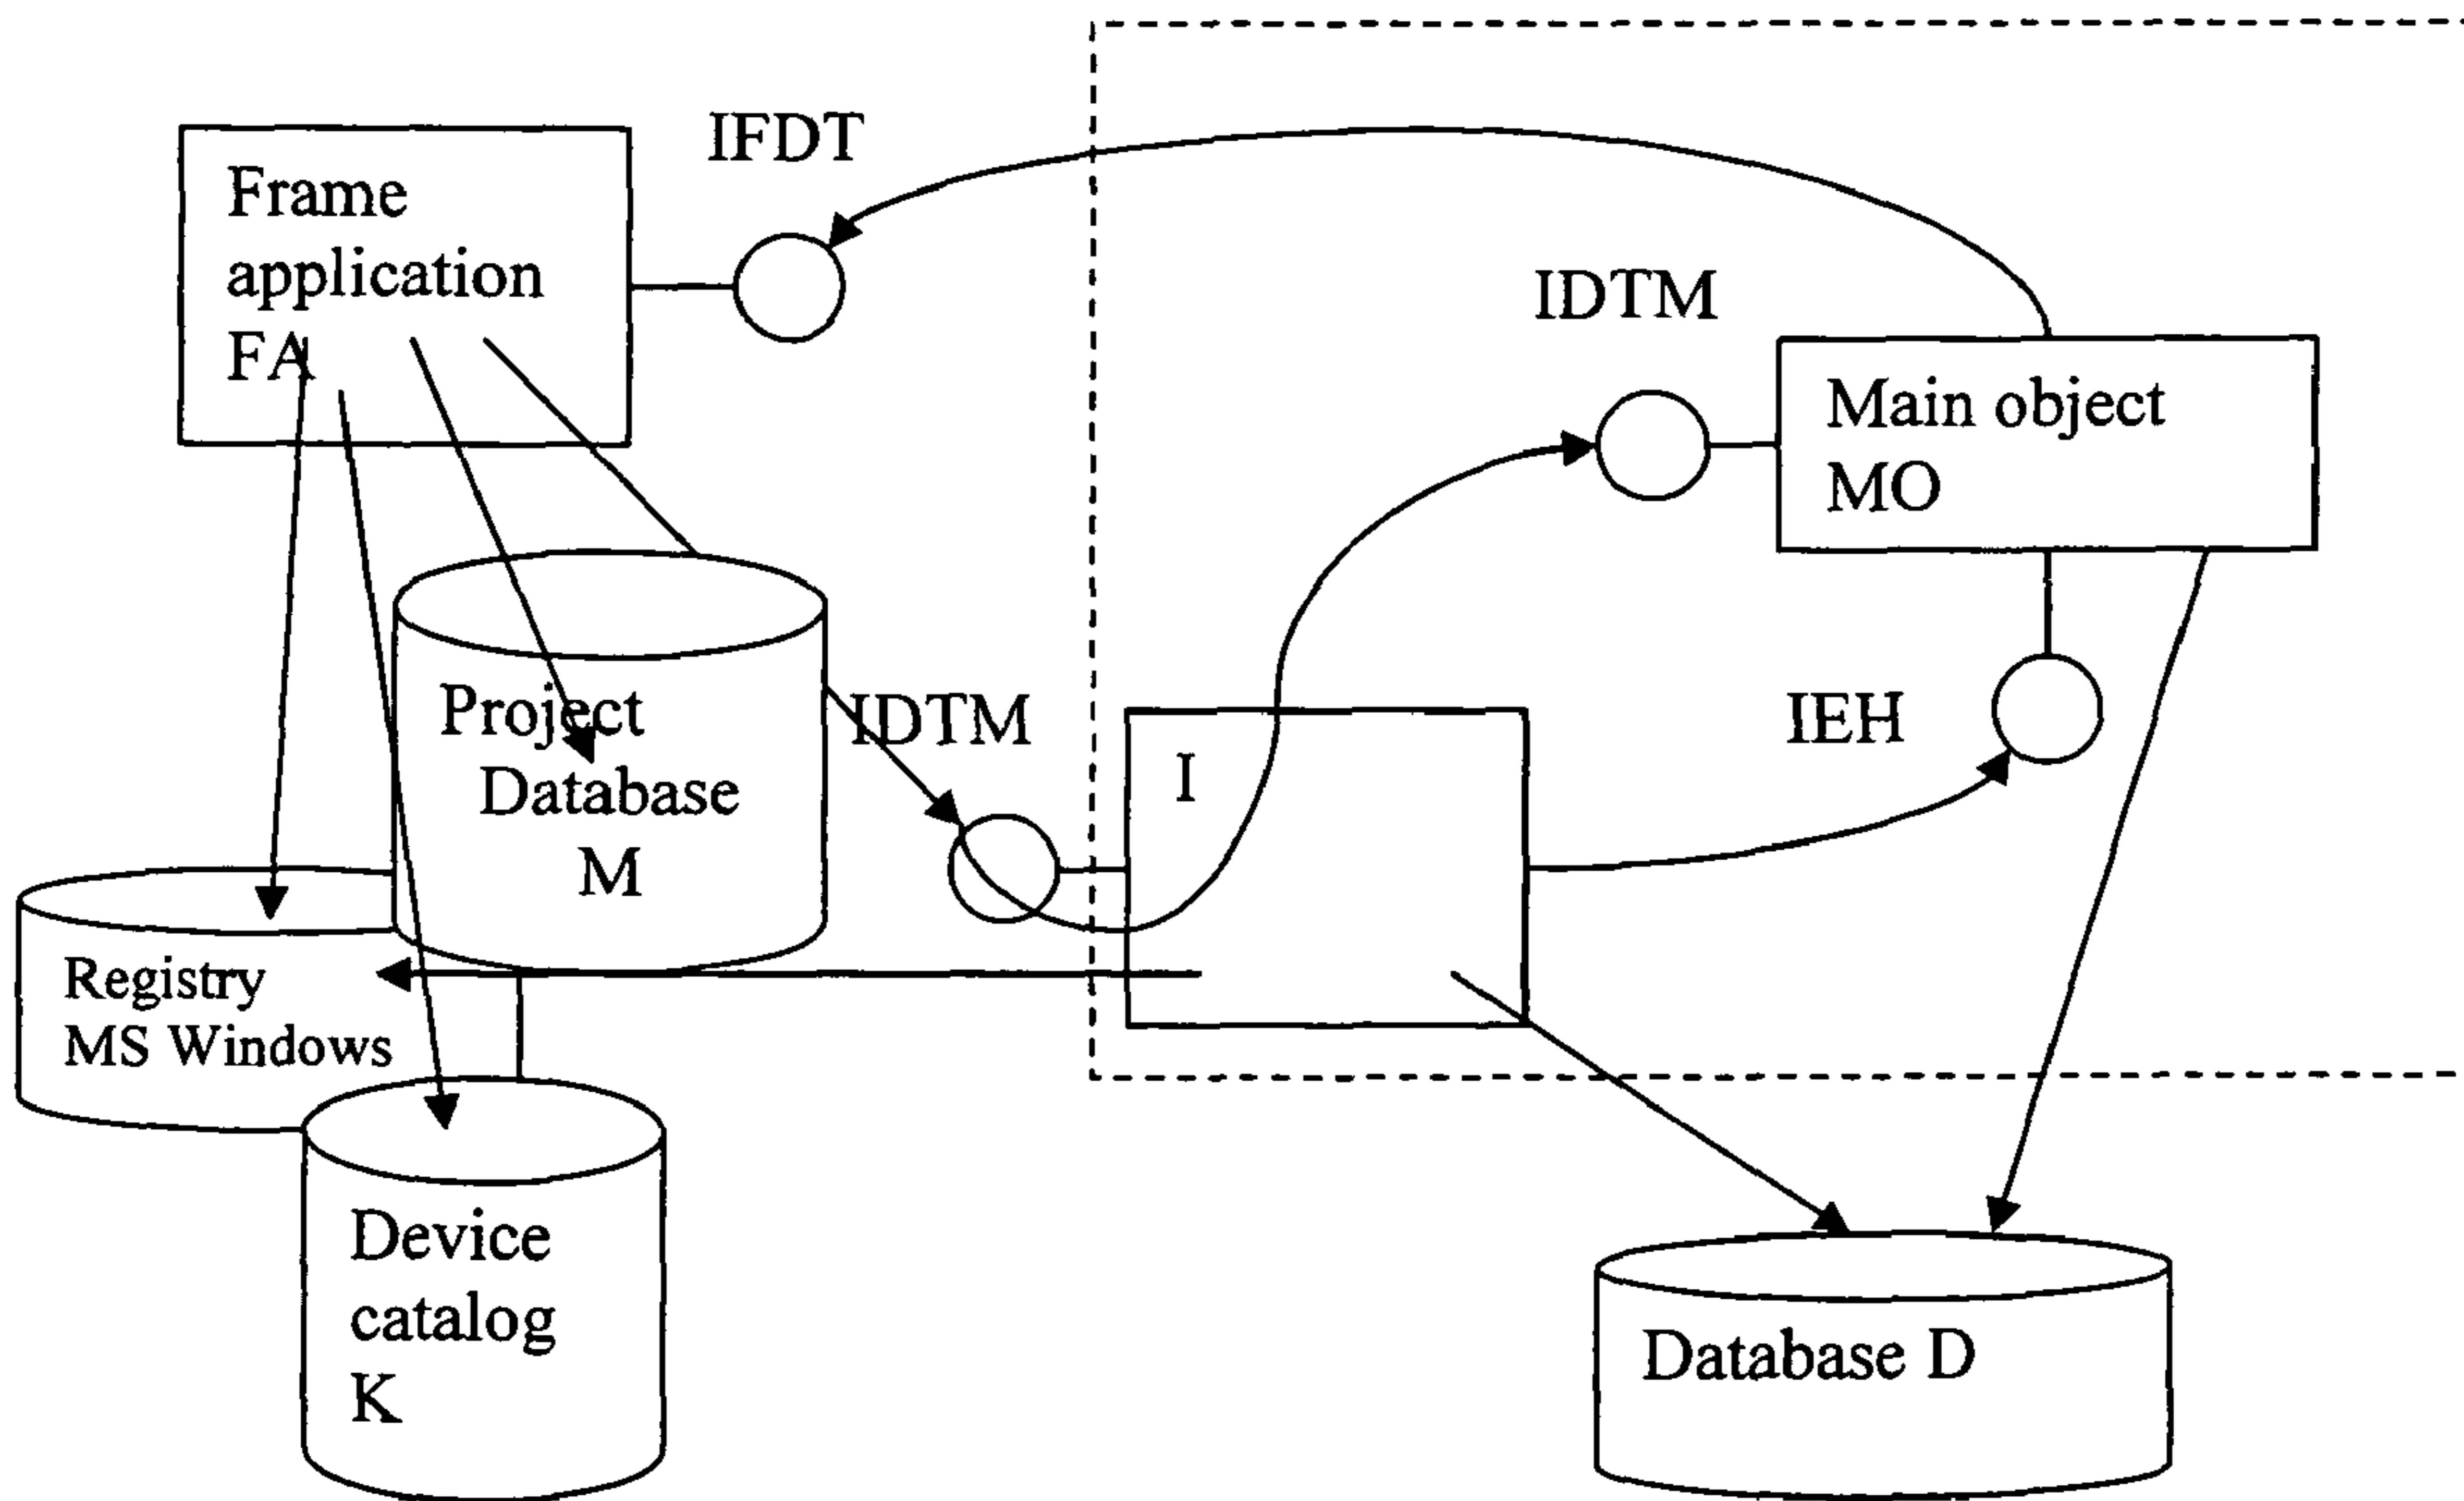 IFDT
Frame
application
FA
IDTM
Main object
MO
Project
Database
M
IDTM
I
IEH
Registry
MS Windows
Device
catalog
K
Database D